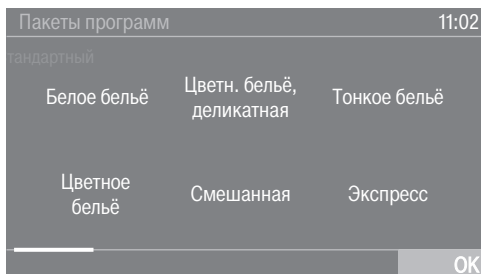 Пакеты программ 11:02
тандартный
Белое бельё
Цветн. бельё,
деликатная
Тонкое бельё
Цветное
бельё
Смешанная
Экспресс
OK